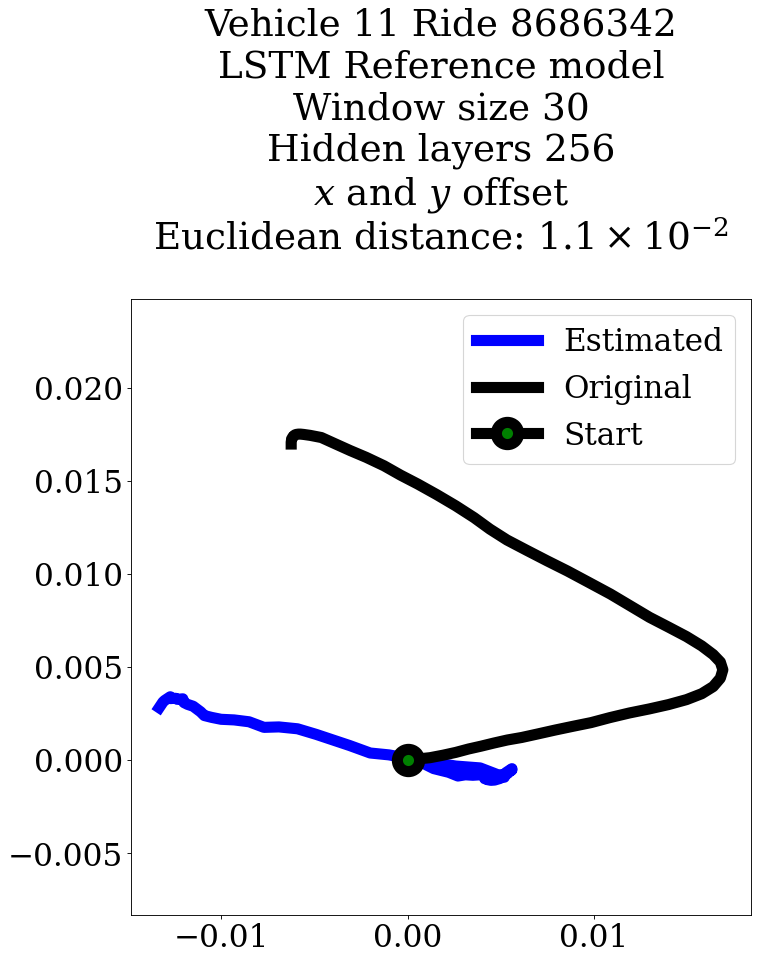 Vehicle 11 Ride 8686342
LSTM Reference model
Window size 30
Hidden layers 256
x and y offset
Euclidean distance: 1.1 × 10⁻²
Estimated
Original
Start
0.020
0.015
0.010
0.005
0.000
−0.005
−0.01
0.00
0.01